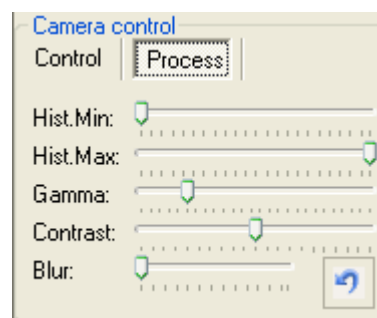 Camera control
Control Process
Hist.Min:
Hist.Max:
Gamma:
Contrast:
Blur: